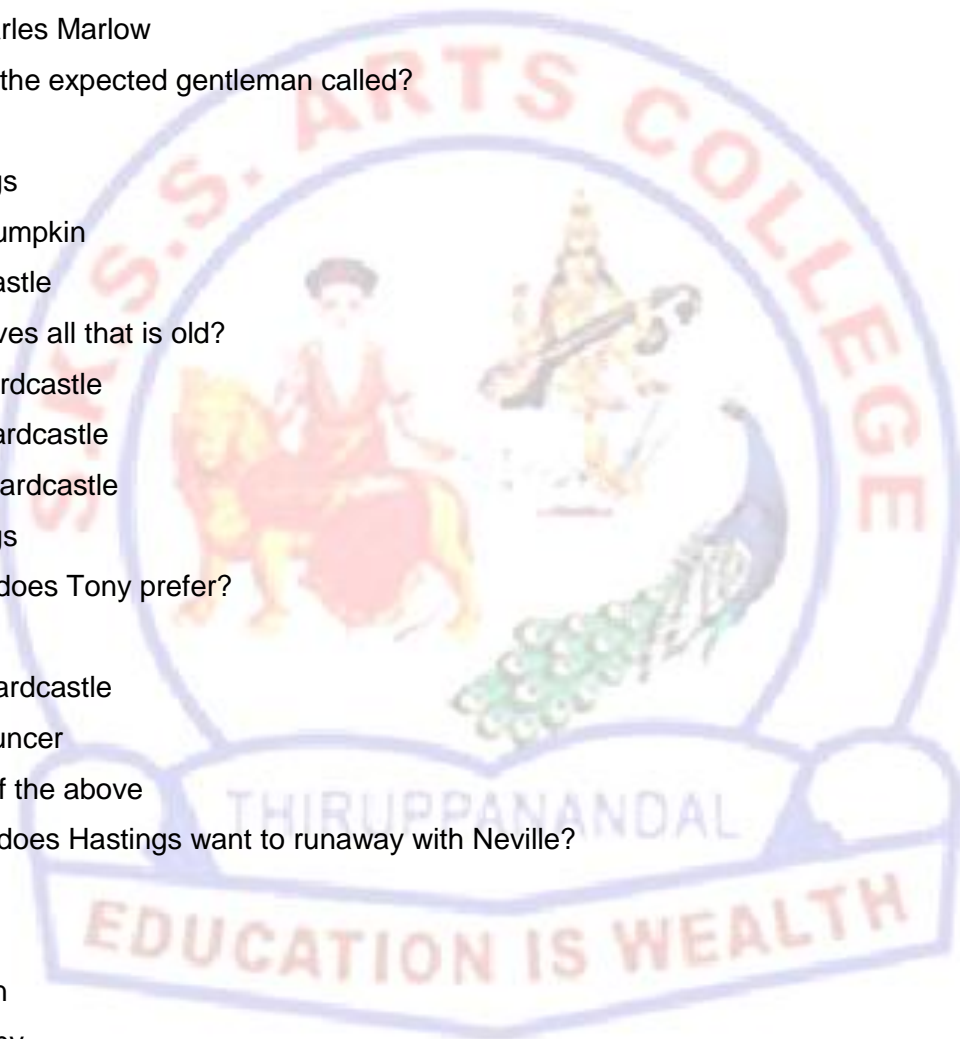 rles Marlow
the expected gentleman called?
gs
umpkin
astle
ves all that is old?
rdcastle
ardcastle
ardcastle
gs
does Tony prefer?
ardcastle
uncer
f the above
does Hastings want to runaway with Neville?
n
S.K.S.S. ARTS COLLEGE
THIRUPPANANDAL
EDUCATION IS WEALTH